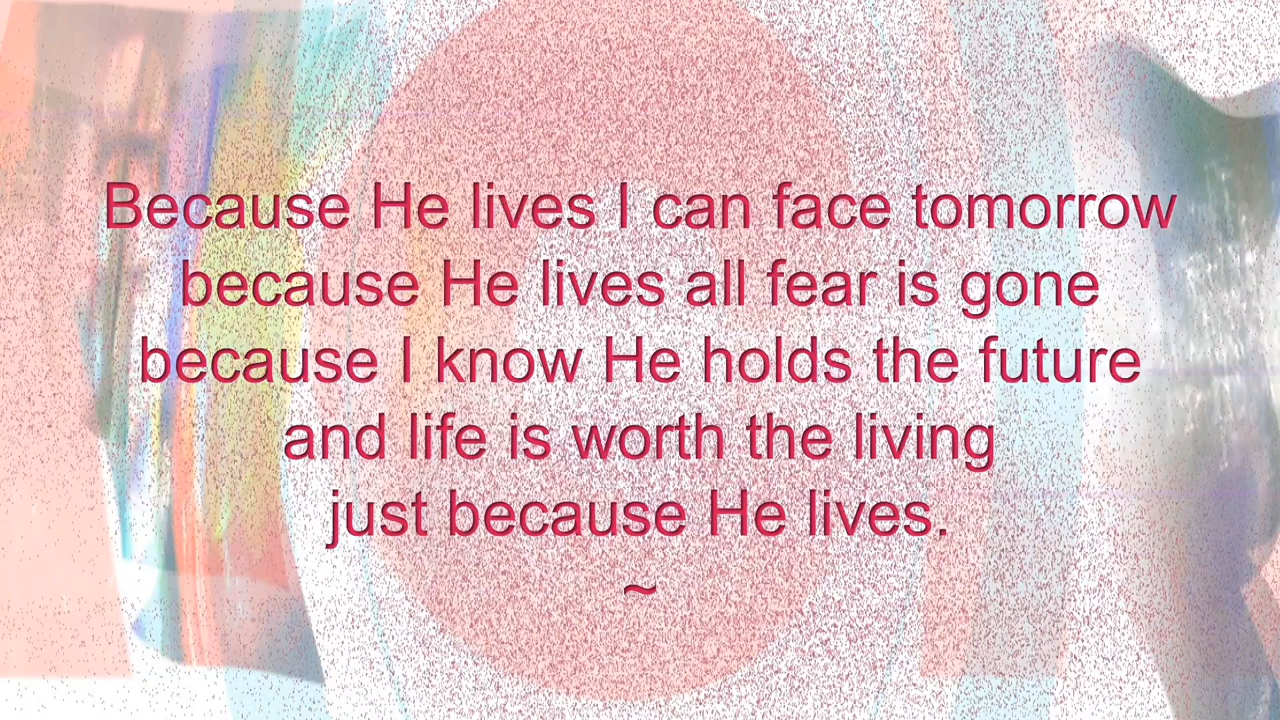 Because He lives I can face tomorrow
because He lives all fear is gone
because I know He holds the future
and life is worth the living
just because He lives.
~